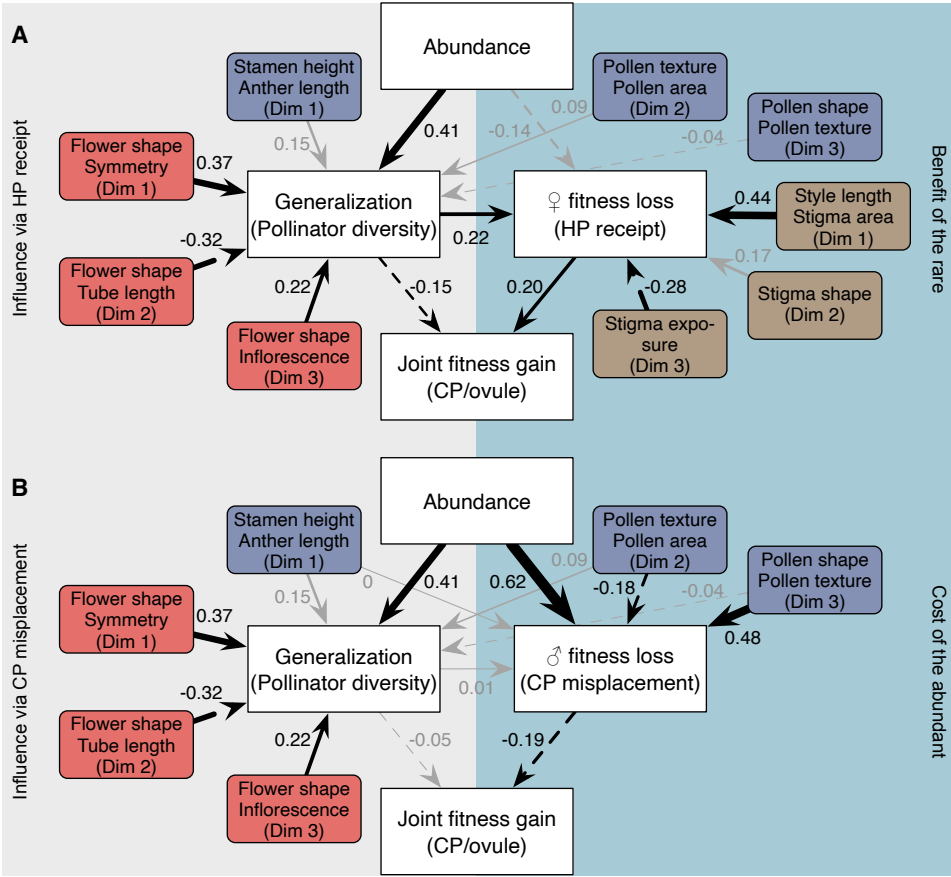 A
Influence via HP receipt
Benefit of the rare
Abundance
Stamen height
Anther length
(Dim 1)
Pollen texture
Pollen area
(Dim 2)
Pollen shape
Pollen texture
(Dim 3)
Flower shape
Symmetry
(Dim 1)
0.37
0.15
0.41
-0.14
0.09
-0.04
Generalization
(Pollinator diversity)
0.22
♀ fitness loss
(HP receipt)
0.44
Style length
Stigma area
(Dim 1)
-0.32
Flower shape
Tube length
(Dim 2)
0.22
Flower shape
Inflorescence
(Dim 3)
-0.15
0.20
-0.28
0.17
Stigma shape
(Dim 2)
Stigma expo-
sure
(Dim 3)
Joint fitness gain
(CP/ovule)
B
Influence via CP misplacement
Cost of the abundant
Abundance
Stamen height
Anther length
(Dim 1)
Pollen texture
Pollen area
(Dim 2)
Pollen shape
Pollen texture
(Dim 3)
Flower shape
Symmetry
(Dim 1)
0.37
0.15
0
0.41
0.62
0.09
-0.18
-0.04
0.48
Generalization
(Pollinator diversity)
0.01
♂ fitness loss
(CP misplacement)
-0.32
Flower shape
Tube length
(Dim 2)
0.22
Flower shape
Inflorescence
(Dim 3)
-0.05
-0.19
Joint fitness gain
(CP/ovule)